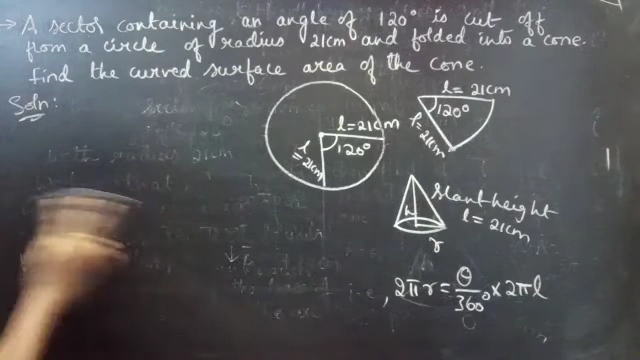 → A sector containing an angle of 120° is cut off
from a circle of radius 21cm and folded into a cone.
Find the curved surface area of the cone.
Soln:
l = 21cm
120°
l = 21cm
l = 21cm
120°
l = 21cm
h
r
Slant height
l = 21cm
, 2πr = θ/360° × 2πl